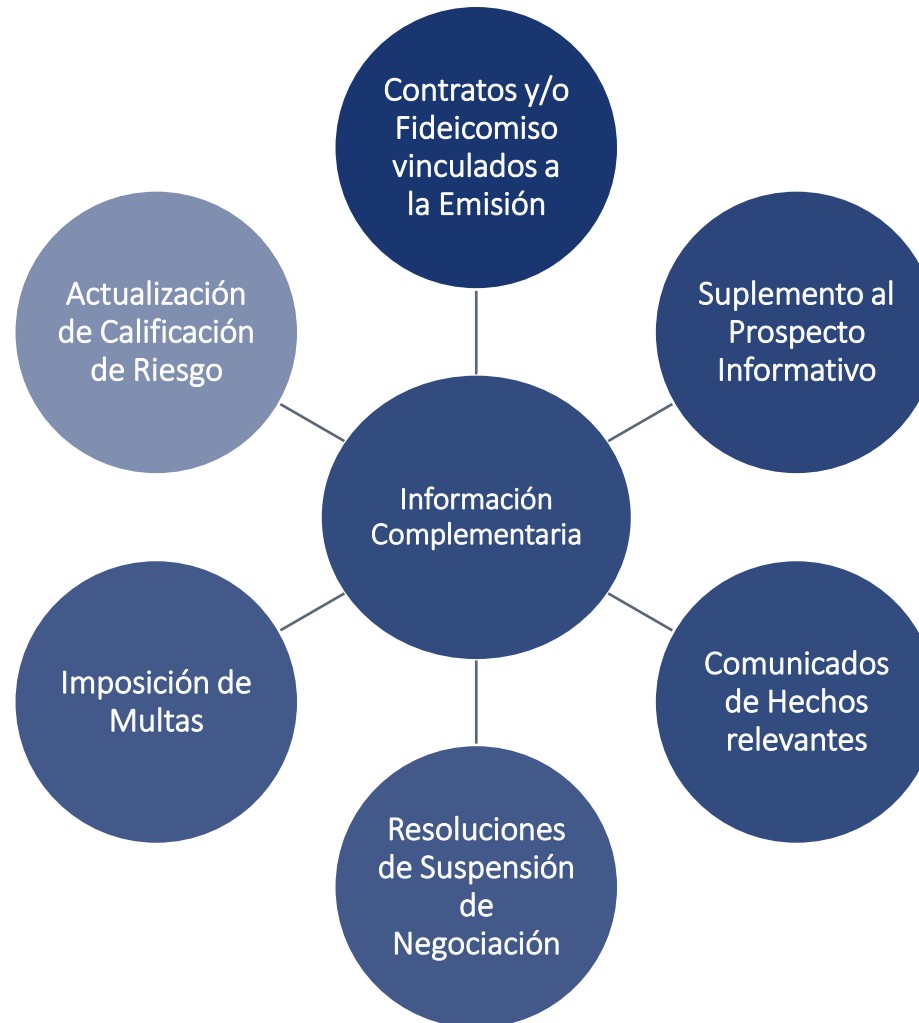 Contratos y/o
Fideicomiso
vinculados a
la Emisión
Suplemento al
Prospecto
Informativo
Comunicados
de Hechos
relevantes
Resoluciones
de Suspensión
de
Negociación
Imposición de
Multas
Actualización
de Calificación
de Riesgo
Información
Complementaria